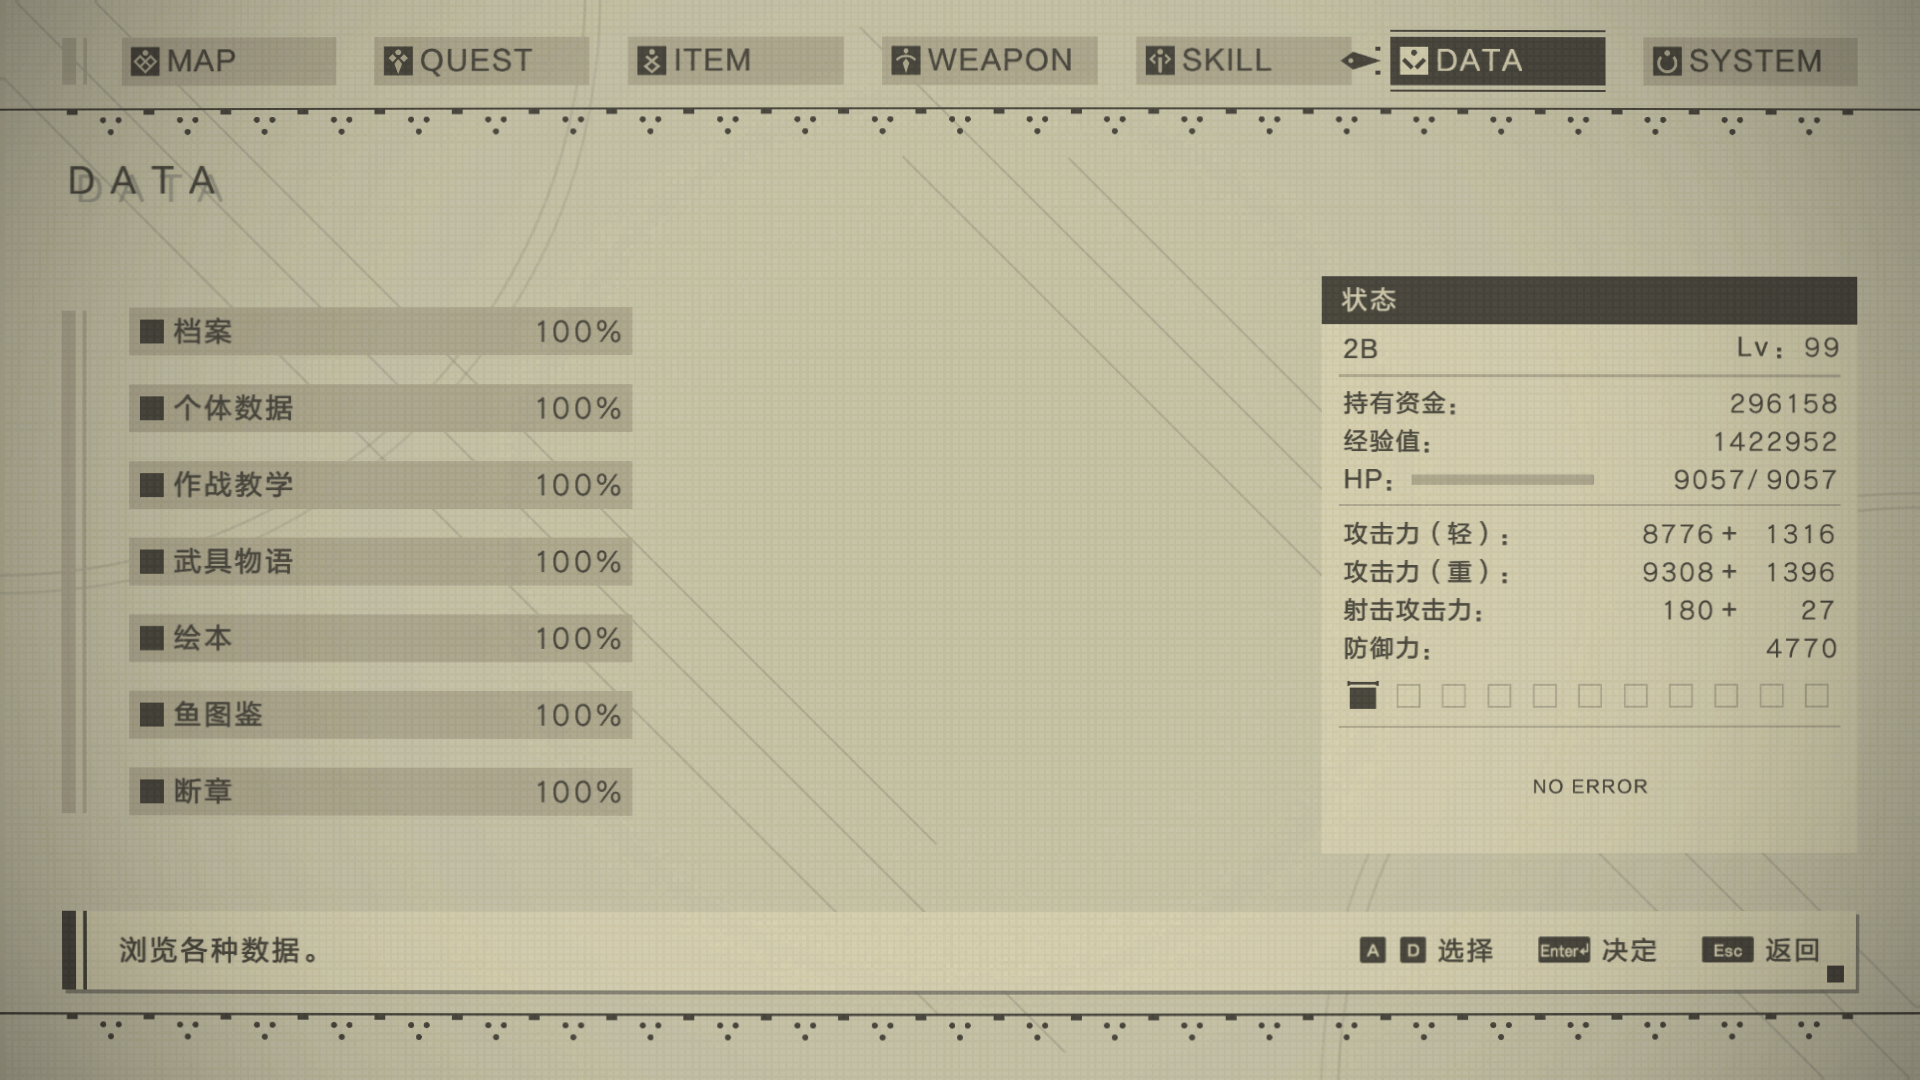 MAP QUEST ITEM WEAPON SKILL DATA SYSTEM
DATA
档案 100%
个体数据 100%
作战教学 100%
武具物语 100%
绘本 100%
鱼图鉴 100%
断章 100%
状态
2B Lv：99
持有资金： 296158
经验值： 1422952
HP： 9057/ 9057
攻击力（轻）： 8776+ 1316
攻击力（重）： 9308+ 1396
射击攻击力： 180+ 27
防御力： 4770
NO ERROR
浏览各种数据。
A D 选择 Enter↵ 决定 Esc 返回